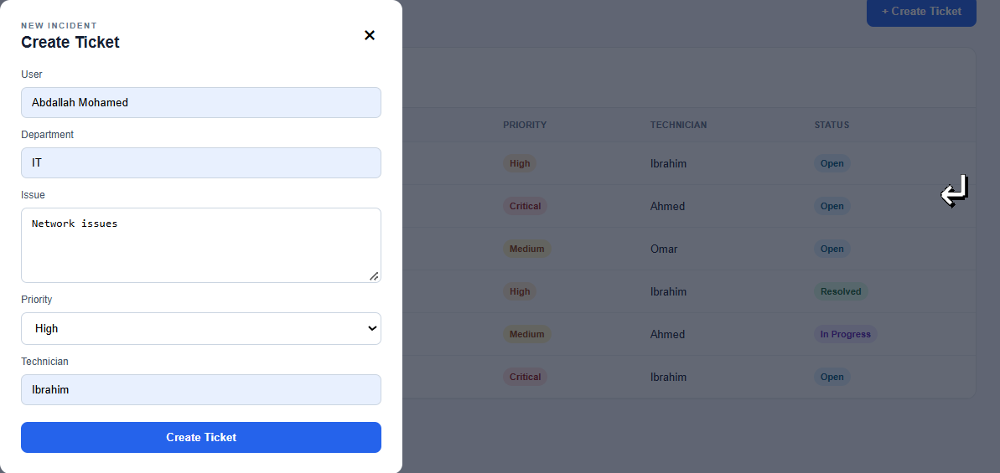 NEW INCIDENT
Create Ticket
User
Abdallah Mohamed
Department
IT
Issue
Network issues
Priority
High
Technician
Ibrahim
Create Ticket
+ Create Ticket
PRIORITY TECHNICIAN STATUS
High Ibrahim Open
Critical Ahmed Open
Medium Omar Open
High Ibrahim Resolved
Medium Ahmed In Progress
Critical Ibrahim Open